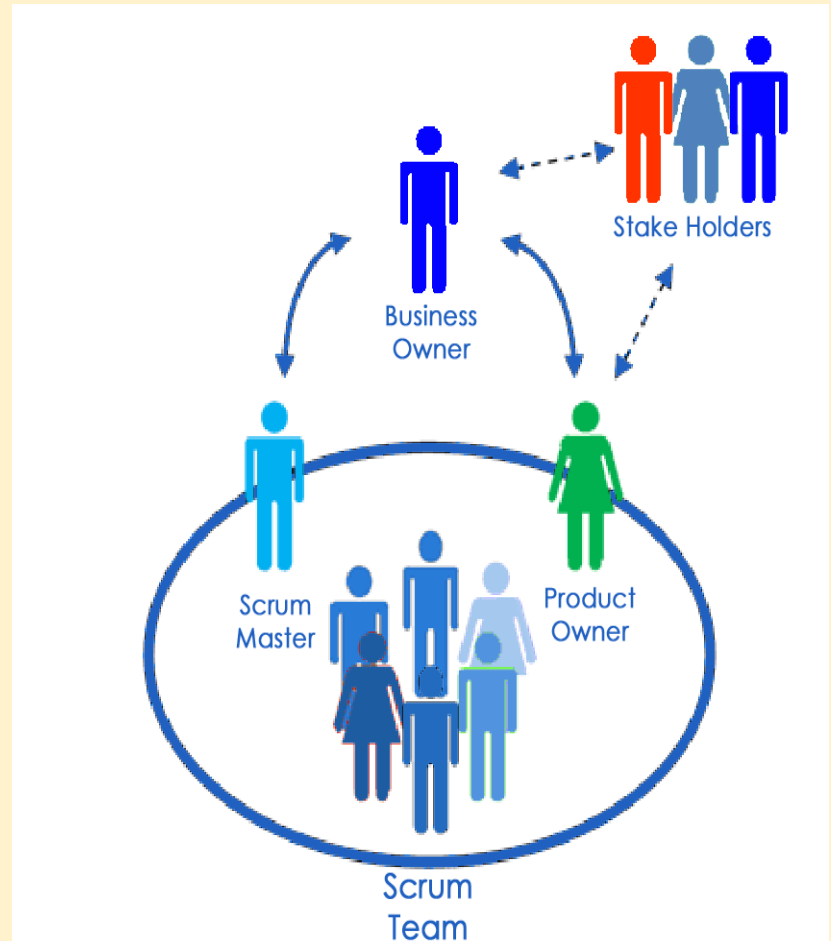 Stake Holders
Business
Owner
Scrum
Master
Product
Owner
Scrum
Team